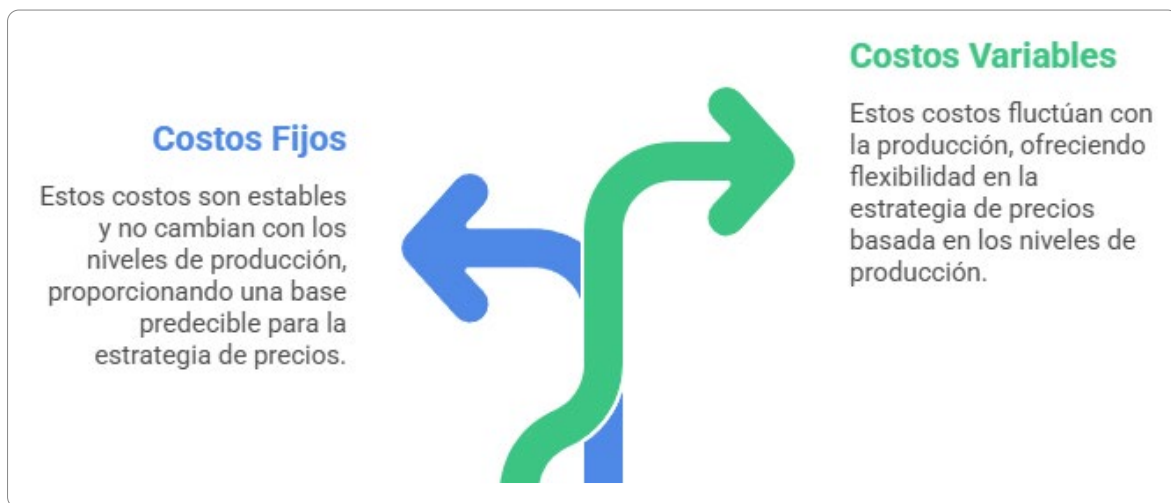 Costos Fijos
Estos costos son estables
y no cambian con los
niveles de producción,
proporcionando una base
predecible para la
estrategia de precios.
Costos Variables
Estos costos fluctúan con
la producción, ofreciendo
flexibilidad en la
estrategia de precios
basada en los niveles de
producción.